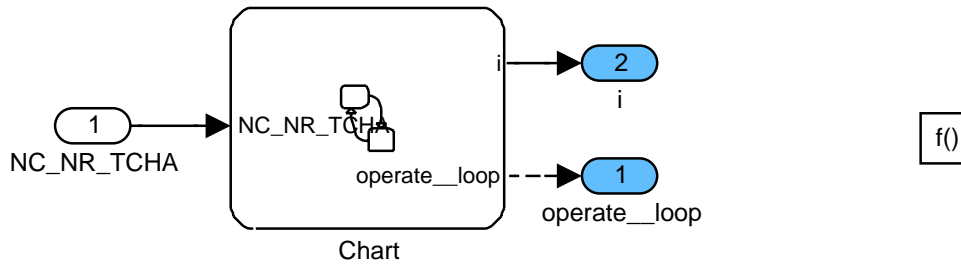 1
NC_NR_TCHA
NC_NR_TCHA
i
operate__loop
Chart
2
i
1
operate__loop
f()